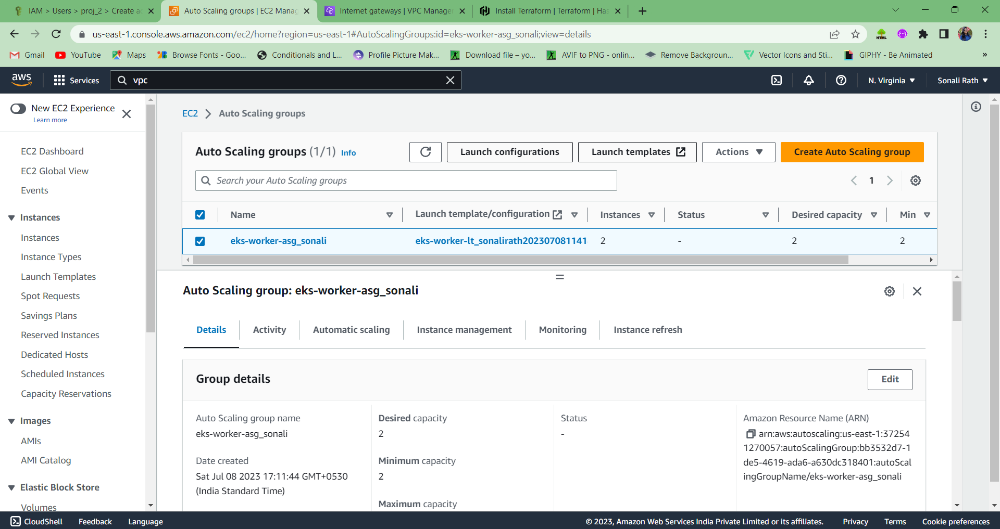 IAM > Users > proj_2 > Create ac
Auto Scaling groups | EC2 Manag
Internet gateways | VPC Manager
Install Terraform | Terraform | Has
us-east-1.console.aws.amazon.com/ec2/home?region=us-east-1#AutoScalingGroups:id=eks-worker-asg_sonali;view=details
Gmail
YouTube
Maps
Browse Fonts - Goo...
Conditionals and L...
Profile Picture Mak...
Download file – yo...
AVIF to PNG - onlin...
Remove Backgroun...
Vector Icons and Sti...
GIPHY - Be Animated
»
aws
Services
vpc
N. Virginia
Sonali Rath
New EC2 Experience
Learn more
EC2 Dashboard
EC2 Global View
Events
Instances
Instances
Instance Types
Launch Templates
Spot Requests
Savings Plans
Reserved Instances
Dedicated Hosts
Scheduled Instances
Capacity Reservations
Images
AMIs
AMI Catalog
Elastic Block Store
Volumes
EC2 > Auto Scaling groups
Auto Scaling groups (1/1) Info
Launch configurations
Launch templates
Actions
Create Auto Scaling group
Search your Auto Scaling groups
1
Name
Launch template/configuration
Instances
Status
Desired capacity
Min
eks-worker-asg_sonali
eks-worker-lt_sonalirath202307081141
2
-
2
2
Auto Scaling group: eks-worker-asg_sonali
Details
Activity
Automatic scaling
Instance management
Monitoring
Instance refresh
Group details
Edit
Auto Scaling group name
eks-worker-asg_sonali
Date created
Sat Jul 08 2023 17:11:44 GMT+0530
(India Standard Time)
Desired capacity
2
Minimum capacity
2
Maximum capacity
Status
-
Amazon Resource Name (ARN)
arn:aws:autoscaling:us-east-1:37254
1270057:autoScalingGroup:bb3532d7-1
de5-4619-ada6-a630dc318401:autoScal
ingGroupName/eks-worker-asg_sonali
CloudShell
Feedback
Language
© 2023, Amazon Web Services India Private Limited or its affiliates.
Privacy
Terms
Cookie preferences